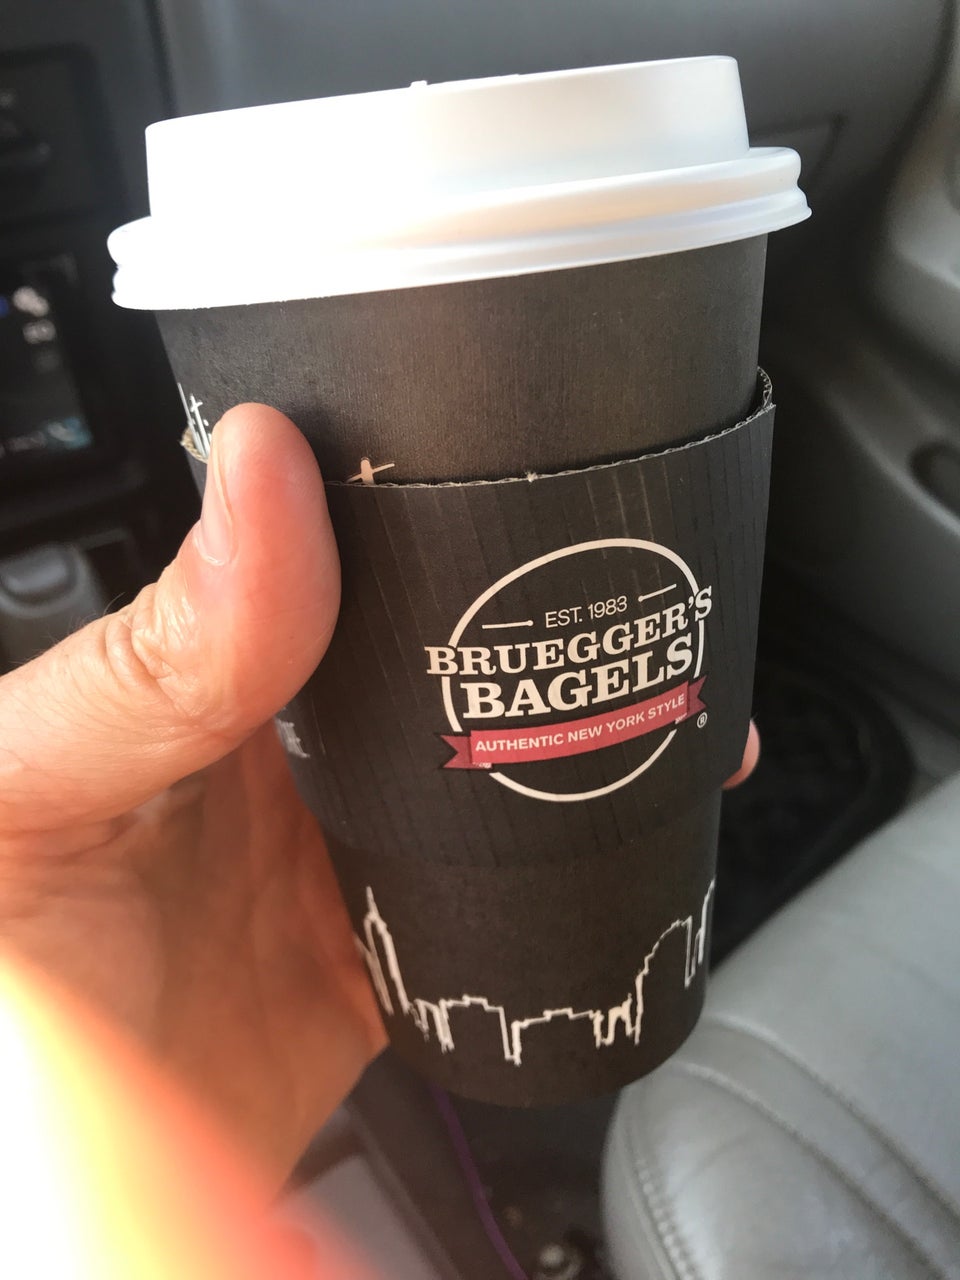 EST. 1983
BRUEGGER'S
BAGELS
AUTHENTIC NEW YORK STYLE
®